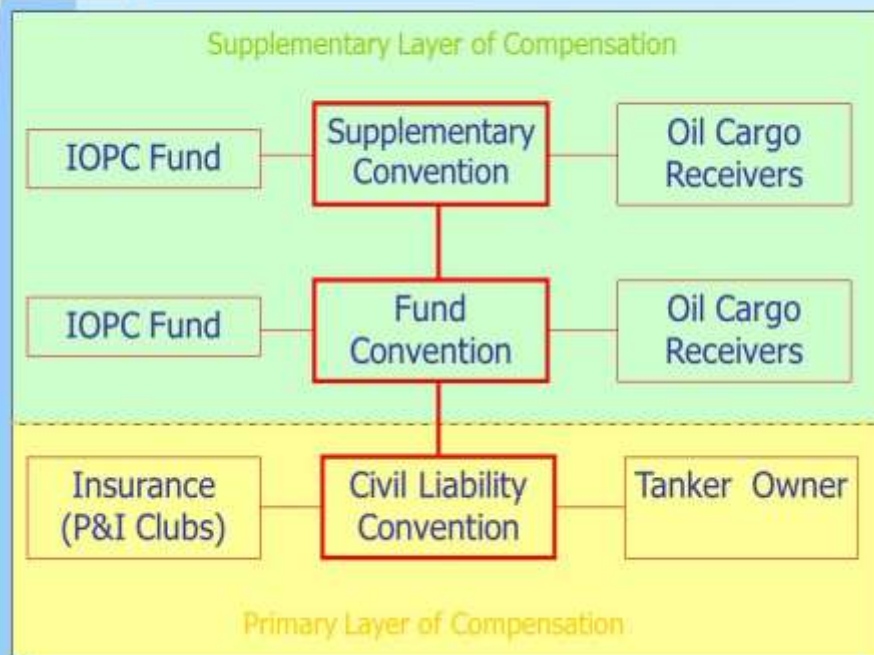 Supplementary Layer of Compensation
IOPC Fund
Supplementary
Convention
Oil Cargo
Receivers
IOPC Fund
Fund
Convention
Oil Cargo
Receivers
Insurance
(P&I Clubs)
Civil Liability
Convention
Tanker Owner
Primary Layer of Compensation